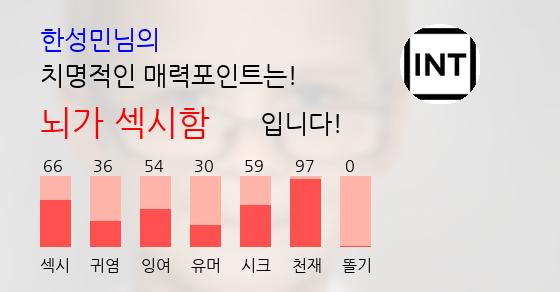 한성민님의
치명적인 매력포인트는!
뇌가 섹시함 입니다!
INT
66 36 54 30 59 97 0
섹시 귀염 잉여 유머 시크 천재 똘기